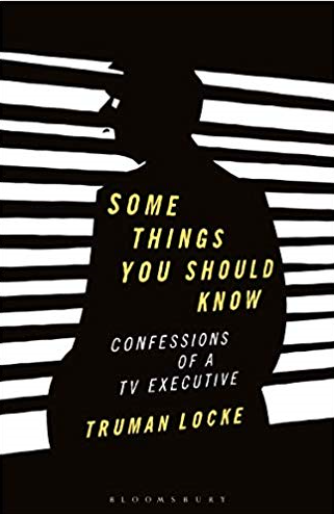 SOME
THINGS
YOU SHOULD
KNOW
CONFESSIONS
OF A
TV EXECUTIVE
TRUMAN LOCKE
BLOOMSBURY